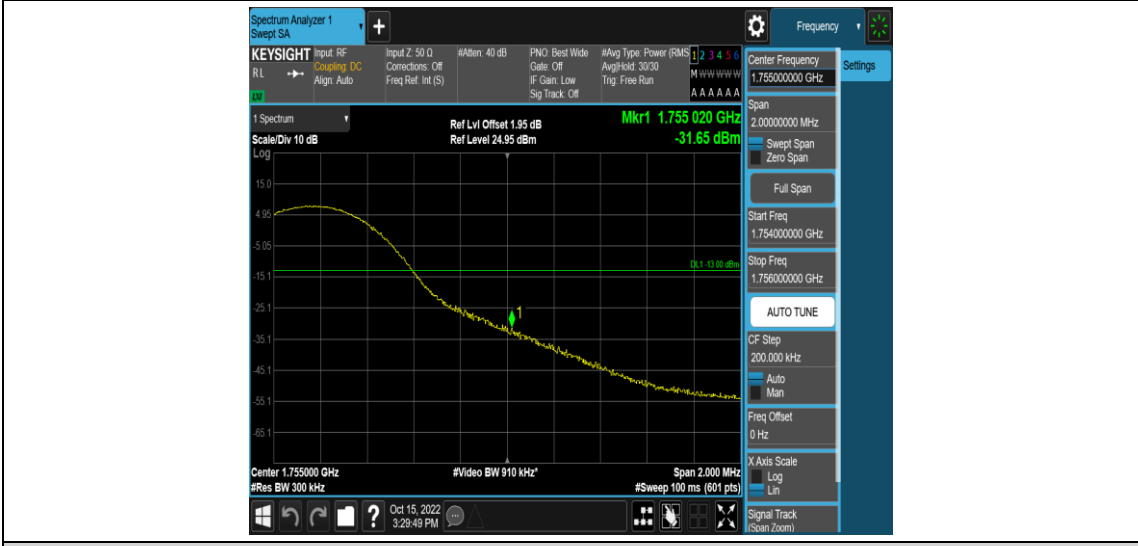 Spectrum Analyzer 1
Swept SA
+
Frequency
KEYSIGHT
RL
Input: RF
Coupling: DC
Align: Auto
Input Z: 50 Ω
Corrections: Off
Freq Ref: Int (S)
#Atten: 40 dB
PNO: Best Wide
Gate: Off
IF Gain: Low
Sig Track: Off
#Avg Type: Power (RMS
Avg|Hold: 30/30
Trig: Free Run
1 2 3 4 5 6
M W W W W W
A A A A A A
LXI
1 Spectrum
Scale/Div 10 dB
Log
Ref Lvl Offset 1.95 dB
Ref Level 24.95 dBm
Mkr1 1.755 020 GHz
-31.65 dBm
15.0
4.95
-5.05
-15.1
-25.1
-35.1
-45.1
-55.1
-65.1
DL1 -13.00 dBm
1
Center 1.755000 GHz
#Res BW 300 kHz
#Video BW 910 kHz*
Span 2.000 MHz
#Sweep 100 ms (601 pts)
Center Frequency
1.755000000 GHz
Settings
Span
2.00000000 MHz
Swept Span
Zero Span
Full Span
Start Freq
1.754000000 GHz
Stop Freq
1.756000000 GHz
AUTO TUNE
CF Step
200.000 kHz
Auto
Man
Freq Offset
0 Hz
X Axis Scale
Log
Lin
Signal Track
(Span Zoom)
?
Oct 15, 2022
3:29:49 PM